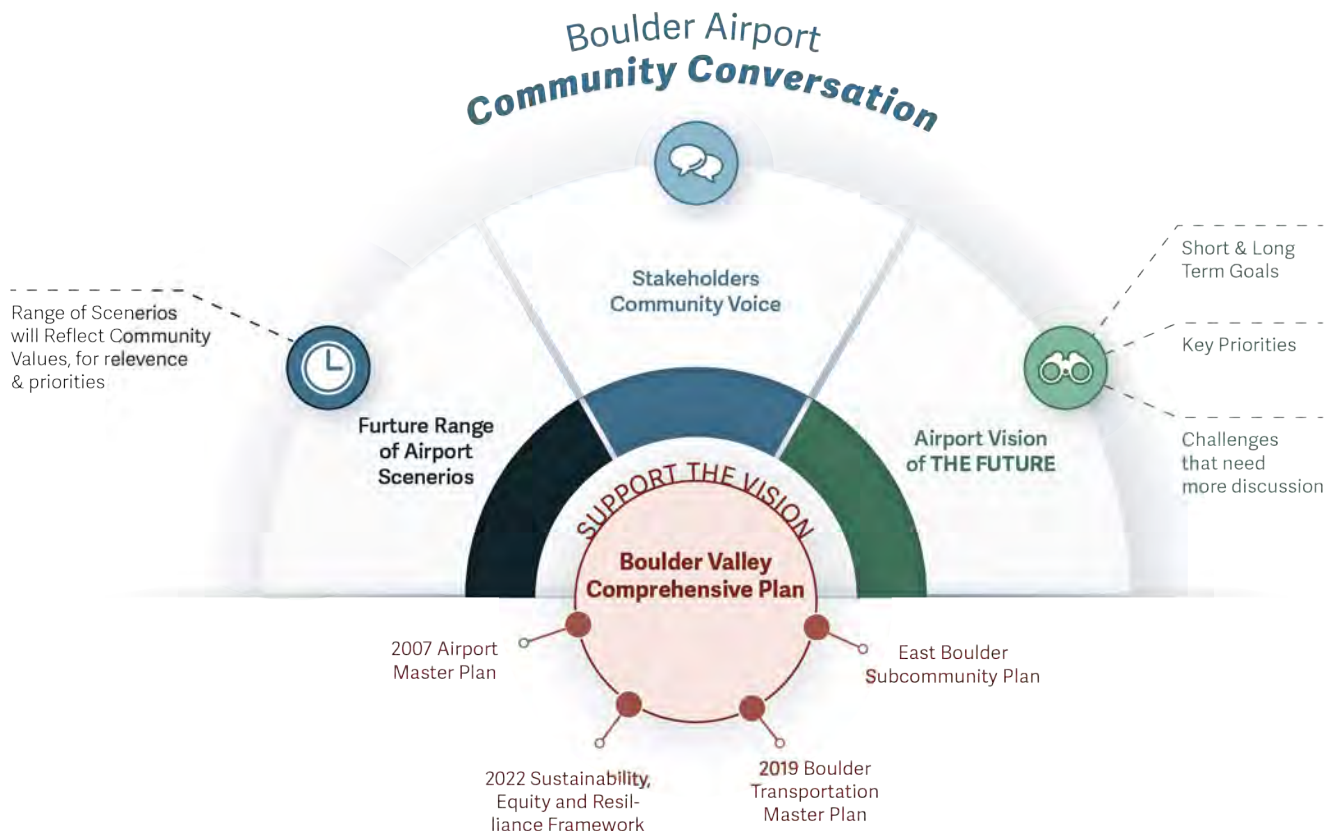 Boulder Airport
Community Conversation
Stakeholders
Community Voice
Range of Scenerios
will Reflect Community
Values, for relevence
& priorities
Furture Range
of Airport
Scenerios
Airport Vision
of THE FUTURE
Short & Long
Term Goals
Key Priorities
Challenges
that need
more discussion
SUPPORT THE VISION
Boulder Valley
Comprehensive Plan
2007 Airport
Master Plan
2022 Sustainability,
Equity and Resil-
liance Framework
2019 Boulder
Transportation
Master Plan
East Boulder
Subcommunity Plan